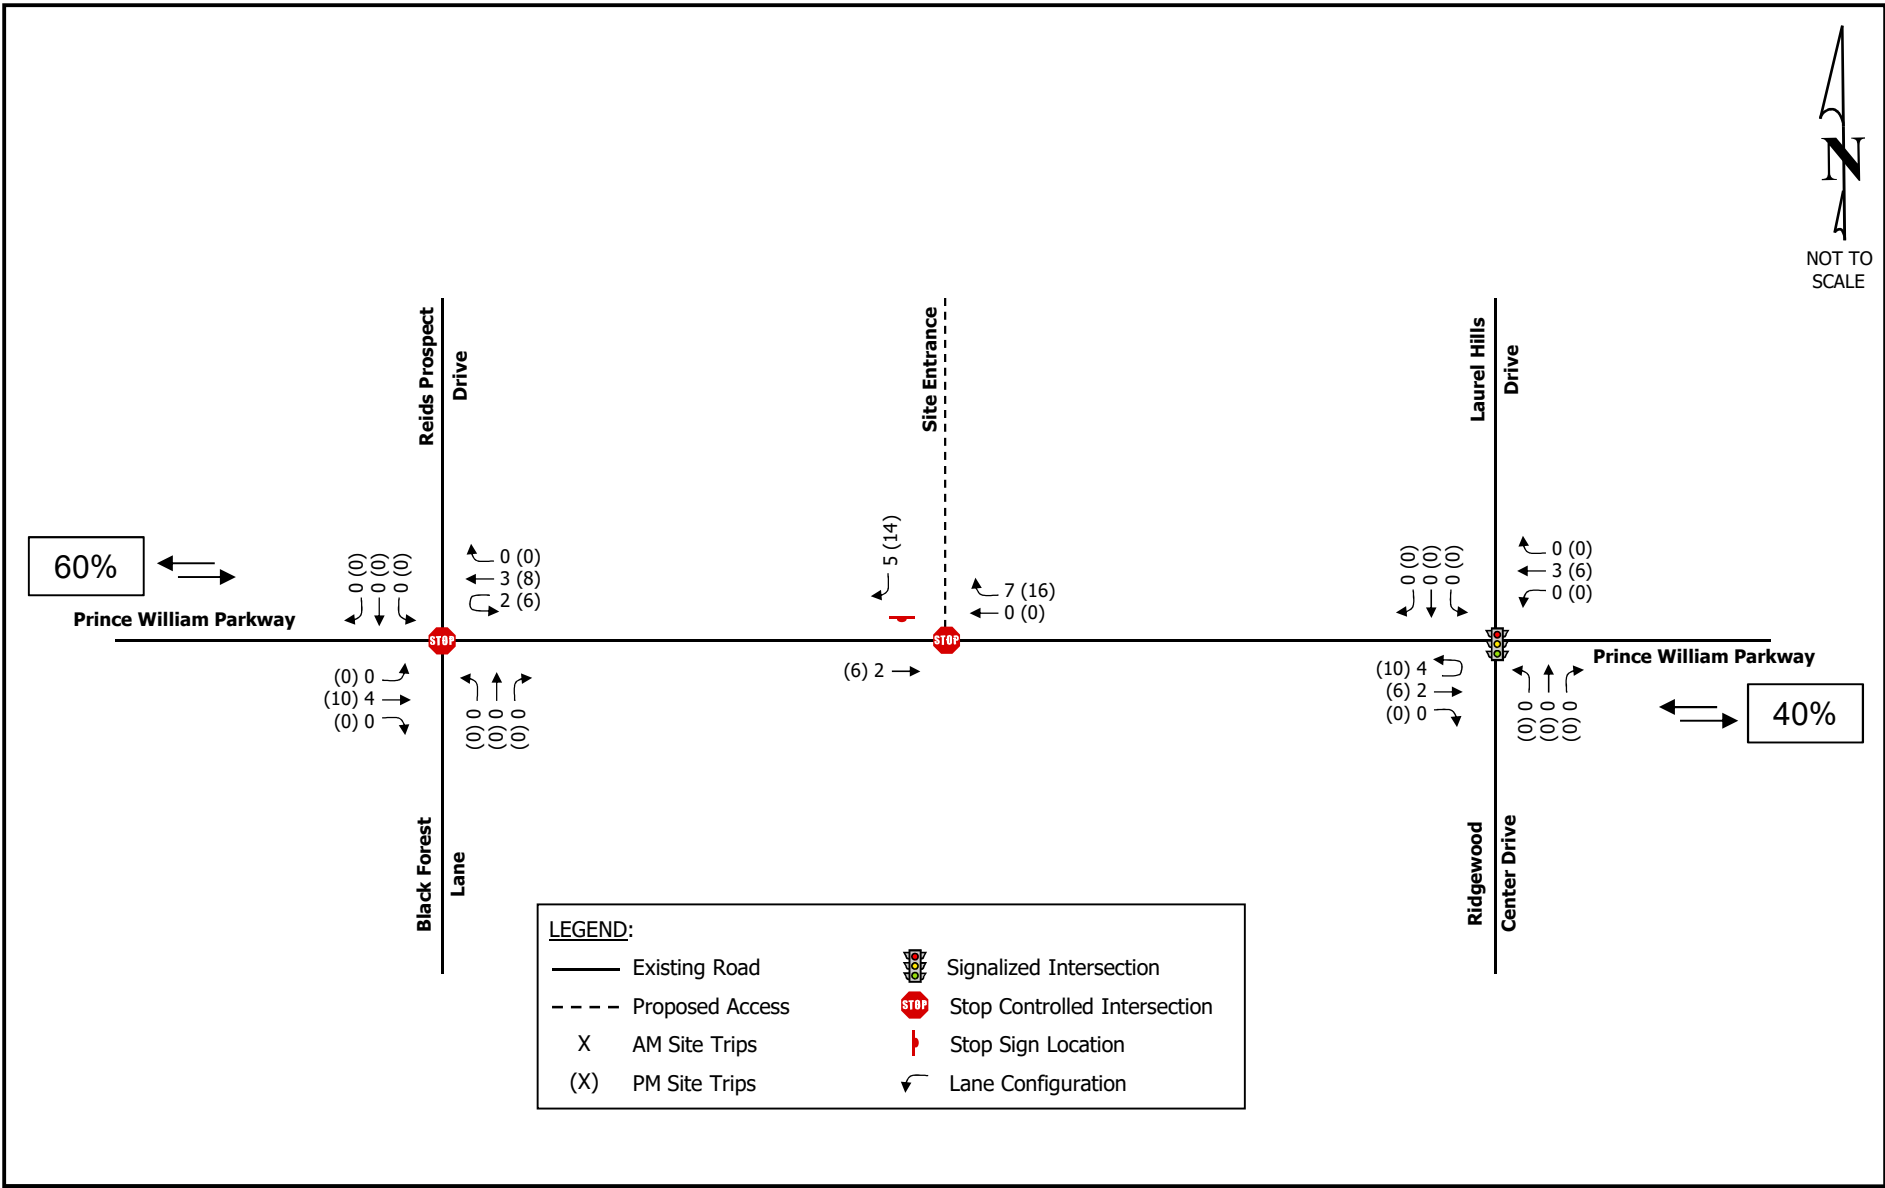 N
NOT TO
SCALE
Reids Prospect
Drive
Site Entrance
Laurel Hills
Drive
60%
Prince William Parkway
0 (0)
0 (0)
0 (0)
0 (0)
3 (8)
2 (6)
STOP
(0) 0
(10) 4
(0) 0
(0) 0
(0) 0
(0) 0
5 (14)
7 (16)
0 (0)
STOP
(6) 2
0 (0)
0 (0)
0 (0)
0 (0)
3 (6)
0 (0)
(10) 4
(6) 2
(0) 0
(0) 0
(0) 0
(0) 0
Prince William Parkway
40%
Black Forest
Lane
Ridgewood
Center Drive
LEGEND:
Existing Road
Proposed Access
X AM Site Trips
(X) PM Site Trips
Signalized Intersection
STOP Stop Controlled Intersection
Stop Sign Location
Lane Configuration